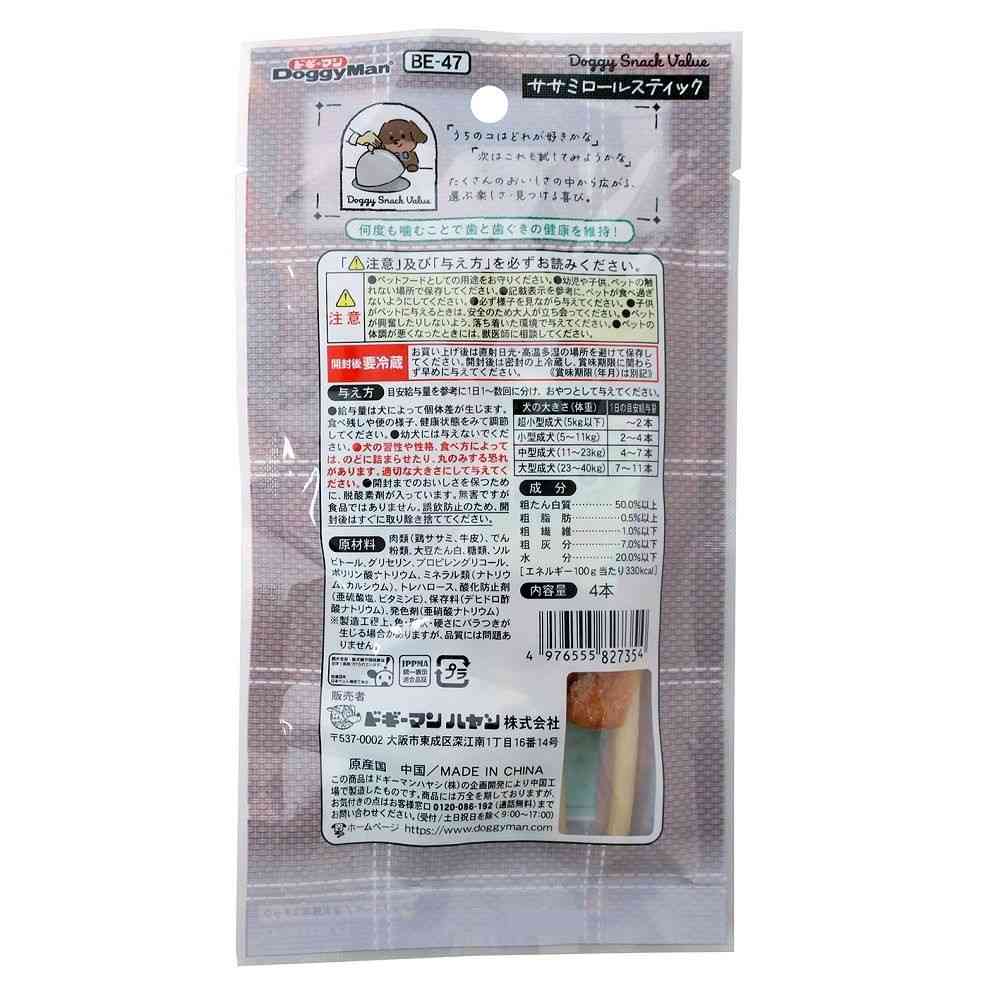 ドギーマン
DoggyMan
BE-47
Doggy Snack Value
ササミロールスティック
「うちのコはどれが好きかな」
「次はこれも試してみようかな」
たくさんのおいしさの中から広がる、
選ぶ楽しさ・見つける喜び。
Doggy Snack Value
何度も噛むことで歯と歯ぐきの健康を維持!
「注意」及び「与え方」を必ずお読みください。
注意
●ペットフードとしての用途をお守りください。●幼児や子供、ペットの触
れない場所で保存してください。●記載表示を参考に、ペットが食べ過ぎ
ないようにしてください。●必ず様子を見ながら与えてください。●子供
がペットに与えるときは、安全のため大人が立ち会ってください。●ペット
が興奮したりしないよう、落ち着いた環境で与えてください。●ペットの
体調が悪くなったときには、獣医師に相談してください。
開封後要冷蔵
お買い上げ後は直射日光・高温多湿の場所を避けて保存し
てください。開封後は密封の上冷蔵し、賞味期限に関わら
ず早めに与えてください。《賞味期限(年月)は別記》
与え方 目安給与量を参考に1日1〜数回に分け、おやつとして与えてください。
●給与量は犬によって個体差が生じます。
食べ残しや便の様子、健康状態をみて調節
してください。●幼犬には与えないでくださ
い。●犬の習性や性格、食べ方によって
は、のどに詰まらせたり、丸のみする恐れ
があります。適切な大きさにして与えてく
ださい。●開封までのおいしさを保つため
に、脱酸素剤が入っています。無害ですが
食品ではありません。誤飲防止のため、開
封後はすぐに取り除き捨ててください。
犬の大きさ(体重) 1日の目安給与量
超小型成犬(5kg以下) 〜2本
小型成犬(5〜11kg) 2〜4本
中型成犬(11〜23kg) 4〜7本
大型成犬(23〜40kg) 7〜11本
成分
粗たん白質…………50.0%以上
粗脂肪…………0.5%以上
粗繊維…………1.0%以下
粗灰分…………7.0%以下
水分…………20.0%以下
[エネルギー100g当たり330kcal]
内容量 4本
原材料 肉類(鶏ササミ、牛皮)、でん
粉類、大豆たん白、糖類、ソル
ビトール、グリセリン、プロピレングリコール、
ポリリン酸ナトリウム、ミネラル類(ナトリウ
ム、カルシウム)、トレハロース、酸化防止剤
(亜硫酸塩、ビタミンE)、保存料(デヒドロ酢
酸ナトリウム)、発色剤(亜硝酸ナトリウム)
※製造工程上、色・形状・硬さにバラつきが
生じる場合がありますが、品質には問題あ
りません。
4 976555 827354
JPPMA
統一表示
適合品証
プラ
販売者
ドギーマンハヤシ株式会社
〒537-0002 大阪市東成区深江南1丁目16番14号
原産国 中国/MADE IN CHINA
この商品はドギーマンハヤシ(株)の企画開発により中国工
場で製造したものです。商品には万全を期しておりますが、
お気付きの点はお客様窓口0120-086-192(通話無料)まで
お問い合わせください。(受付/土日祝日を除く9:00〜17:00)
ホームページ https://www.doggyman.com